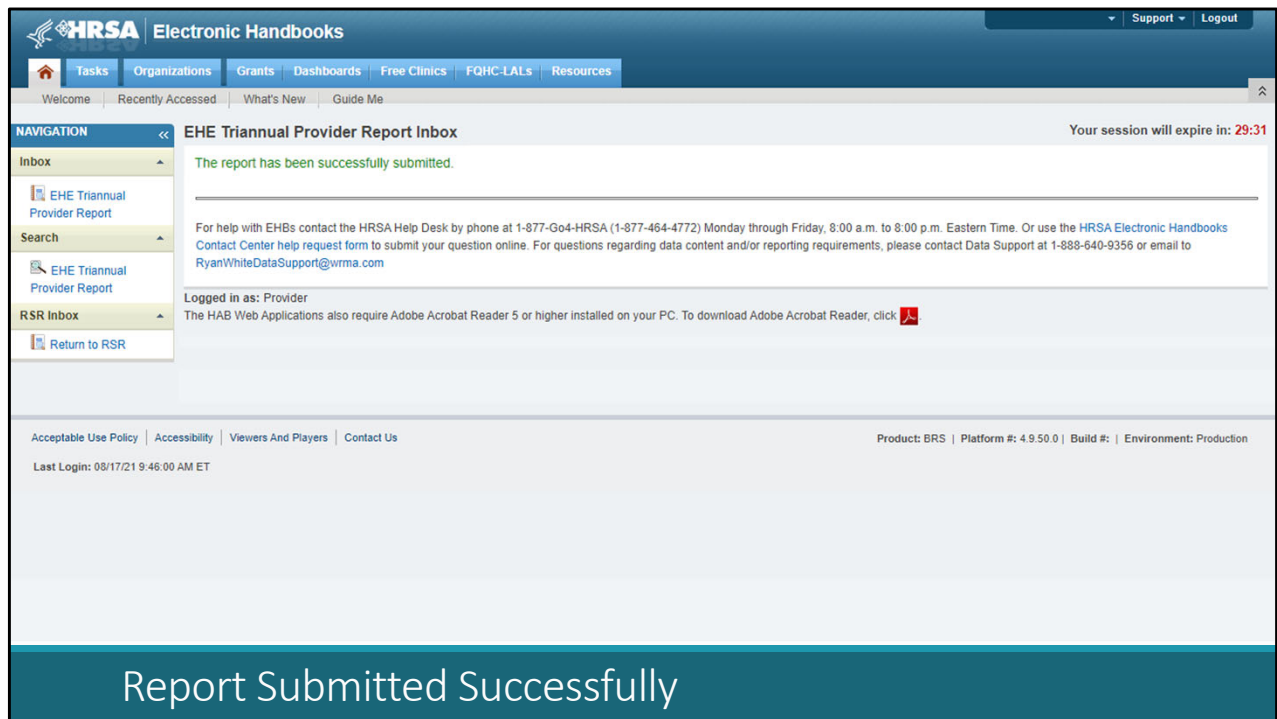 HRSA Electronic Handbooks
Support Logout
Tasks Organizations Grants Dashboards Free Clinics FQHC-LALs Resources
Welcome Recently Accessed What's New Guide Me
NAVIGATION «
EHE Triannual Provider Report Inbox
Your session will expire in: 29:31
Inbox
The report has been successfully submitted.
EHE Triannual
Provider Report
Search
EHE Triannual
Provider Report
RSR Inbox
Return to RSR
For help with EHBs contact the HRSA Help Desk by phone at 1-877-Go4-HRSA (1-877-464-4772) Monday through Friday, 8:00 a.m. to 8:00 p.m. Eastern Time. Or use the HRSA Electronic Handbooks
Contact Center help request form to submit your question online. For questions regarding data content and/or reporting requirements, please contact Data Support at 1-888-640-9356 or email to
RyanWhiteDataSupport@wrma.com
Logged in as: Provider
The HAB Web Applications also require Adobe Acrobat Reader 5 or higher installed on your PC. To download Adobe Acrobat Reader, click .
Acceptable Use Policy Accessibility Viewers And Players Contact Us
Product: BRS | Platform #: 4.9.50.0 | Build #: | Environment: Production
Last Login: 08/17/21 9:46:00 AM ET
Report Submitted Successfully